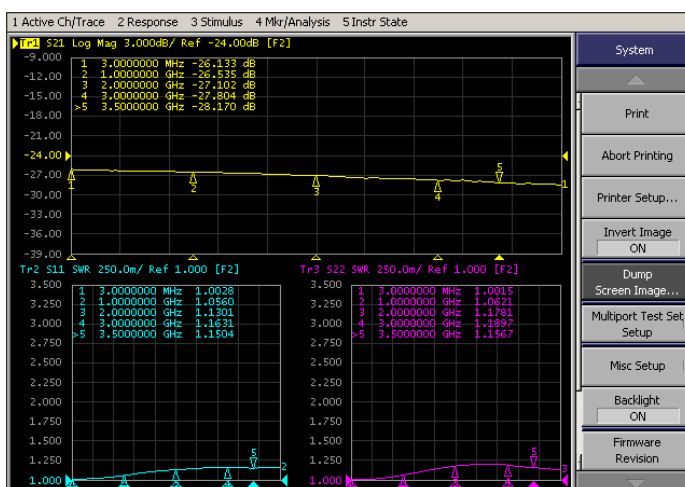 1 Active Ch/Trace 2 Response 3 Stimulus 4 Mkr/Analysis 5 Instr State
Tr1 S21 Log Mag 3.000dB/ Ref -24.00dB [F2]
-9.000
-12.00
-15.00
-18.00
-21.00
-24.00
-27.00
-30.00
-33.00
-36.00
-39.00
1 3.0000000 MHz -26.133 dB
2 1.0000000 GHz -26.535 dB
3 2.0000000 GHz -27.102 dB
4 3.0000000 GHz -27.804 dB
>5 3.5000000 GHz -28.170 dB
1
2
3
4
5
1
Tr2 S11 SWR 250.0m/ Ref 1.000 [F2]
3.500
3.250
3.000
2.750
2.500
2.250
2.000
1.750
1.500
1.250
1.000
1 3.0000000 MHz 1.0028
2 1.0000000 GHz 1.0560
3 2.0000000 GHz 1.1301
4 3.0000000 GHz 1.1631
>5 3.5000000 GHz 1.1504
5
2
Tr3 S22 SWR 250.0m/ Ref 1.000 [F2]
3.500
3.250
3.000
2.750
2.500
2.250
2.000
1.750
1.500
1.250
1.000
1 3.0000000 MHz 1.0015
2 1.0000000 GHz 1.0621
3 2.0000000 GHz 1.1781
4 3.0000000 GHz 1.1897
>5 3.5000000 GHz 1.1567
5
3
System
Print
Abort Printing
Printer Setup...
Invert Image
ON
Dump
Screen Image...
Multiport Test Set
Setup
Misc Setup
Backlight
ON
Firmware
Revision